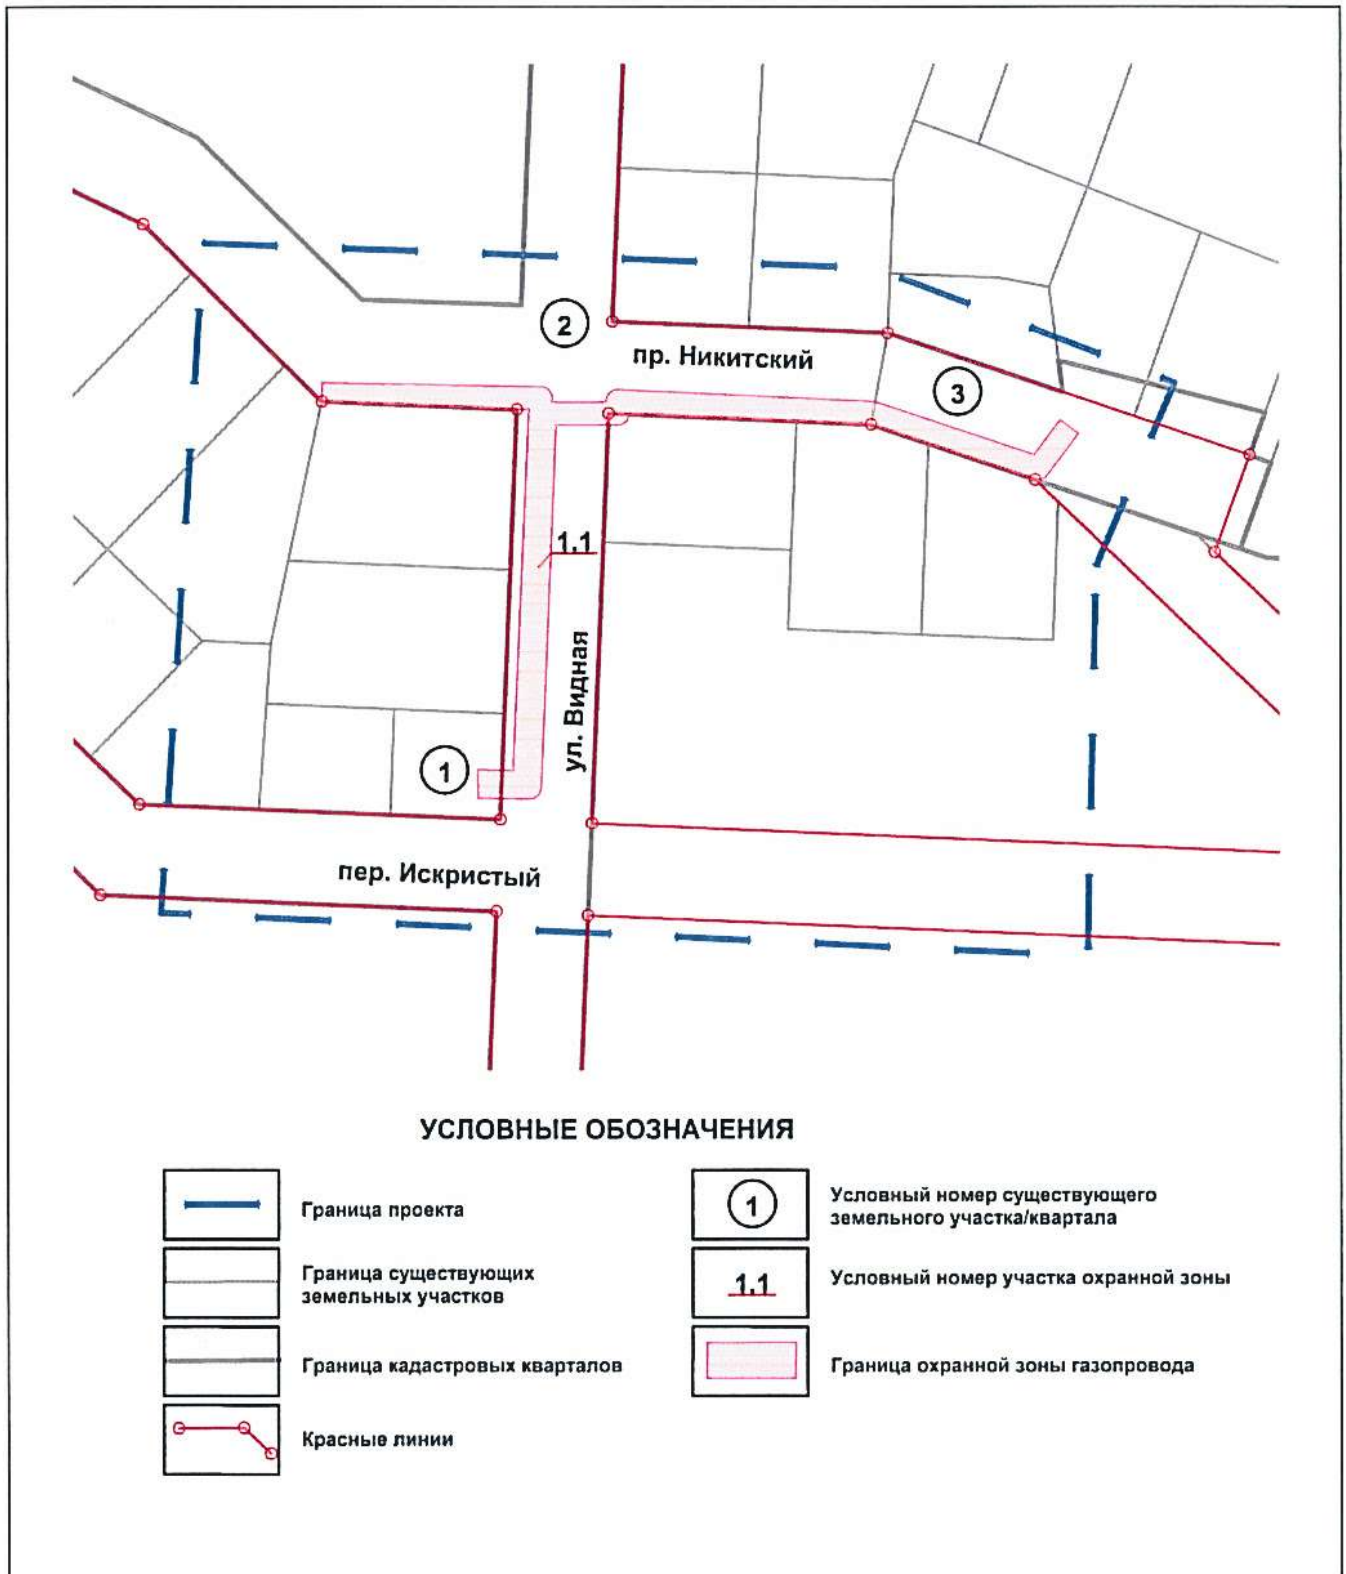 2
пр. Никитский
3
1.1
ул. Видная
1
пер. Искристый
УСЛОВНЫЕ ОБОЗНАЧЕНИЯ
Граница проекта
Граница существующих
земельных участков
Граница кадастровых кварталов
Красные линии
1
Условный номер существующего
земельного участка/квартала
1.1
Условный номер участка охранной зоны
Граница охранной зоны газопровода